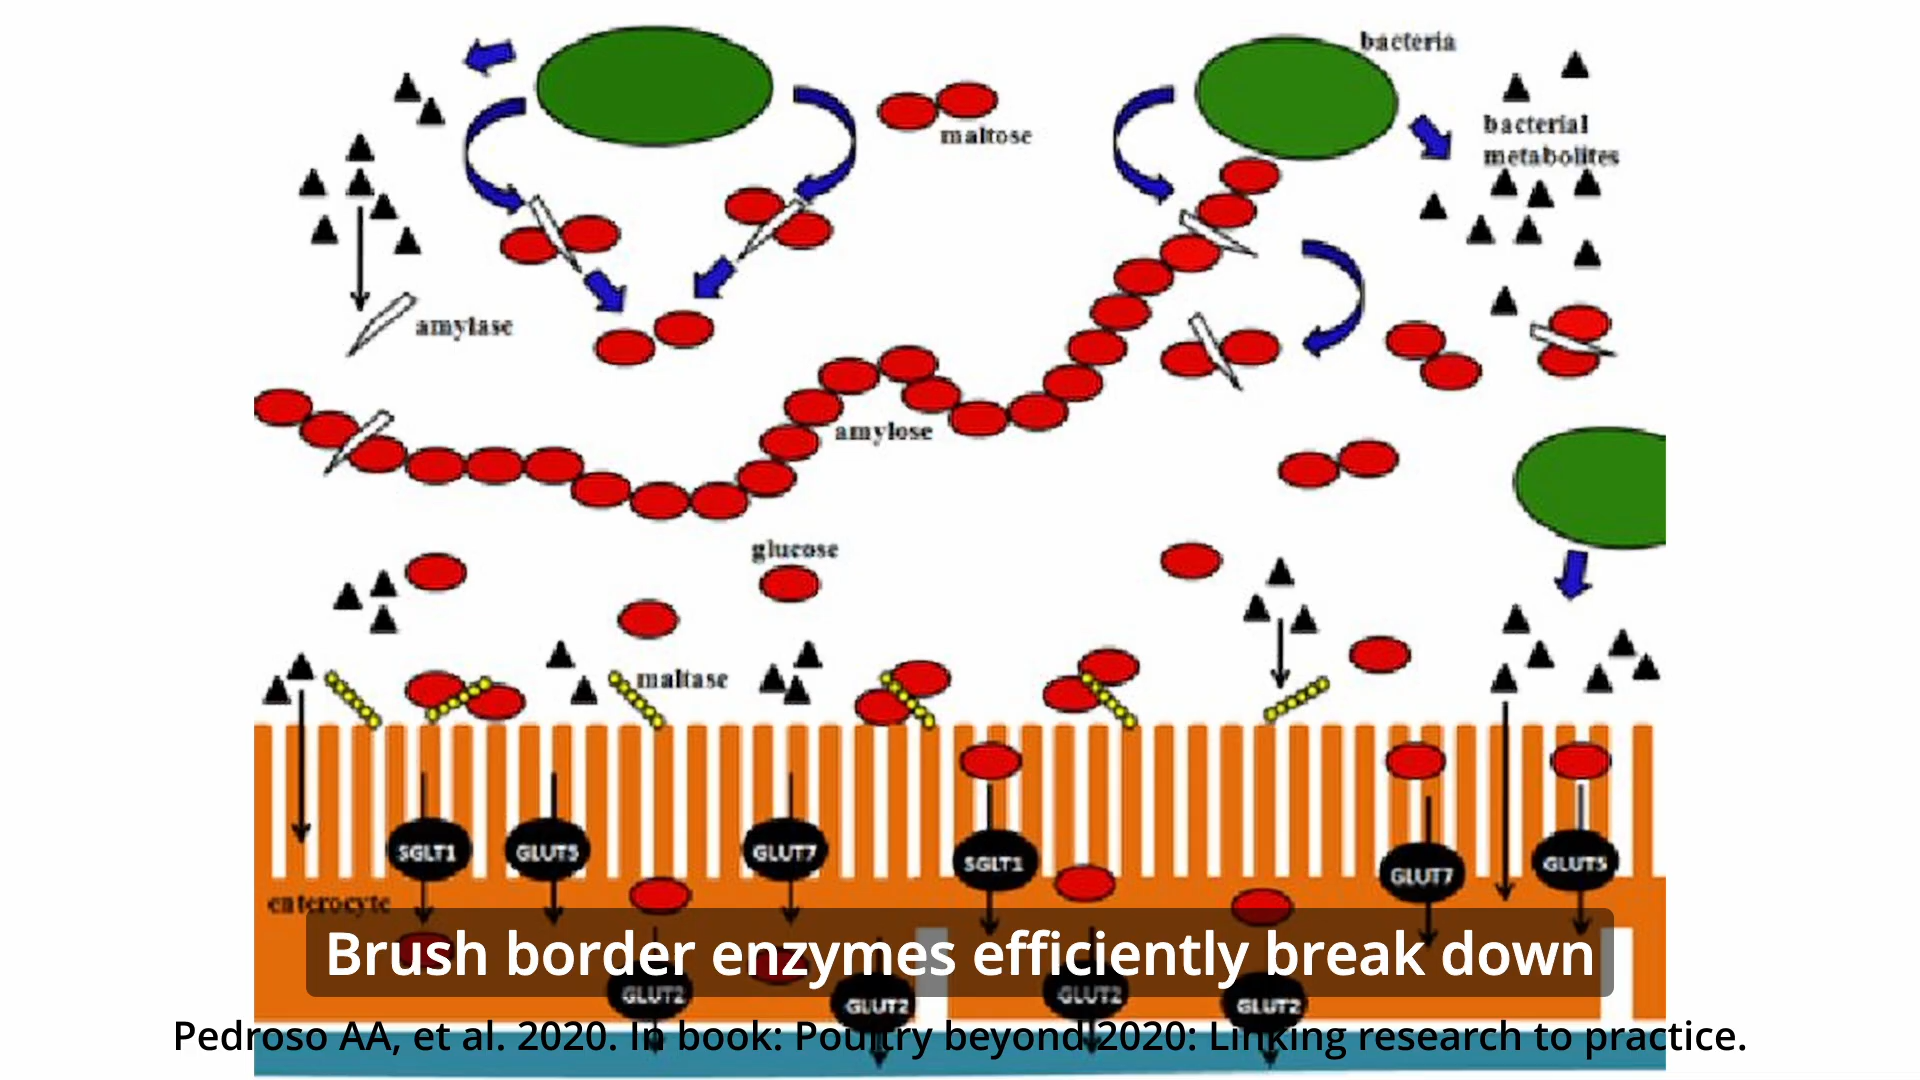 bacteria
maltose
bacterial
metabolites
amylase
amylose
glucose
maltase
SGLT1
GLUT5
GLUT7
SGLT1
GLUT7
GLUT5
enterocyte
Brush border enzymes efficiently break down
GLUT2
GLUT2
GLUT2
GLUT2
Pedroso AA, et al. 2020. In book: Poultry beyond 2020: Linking research to practice.